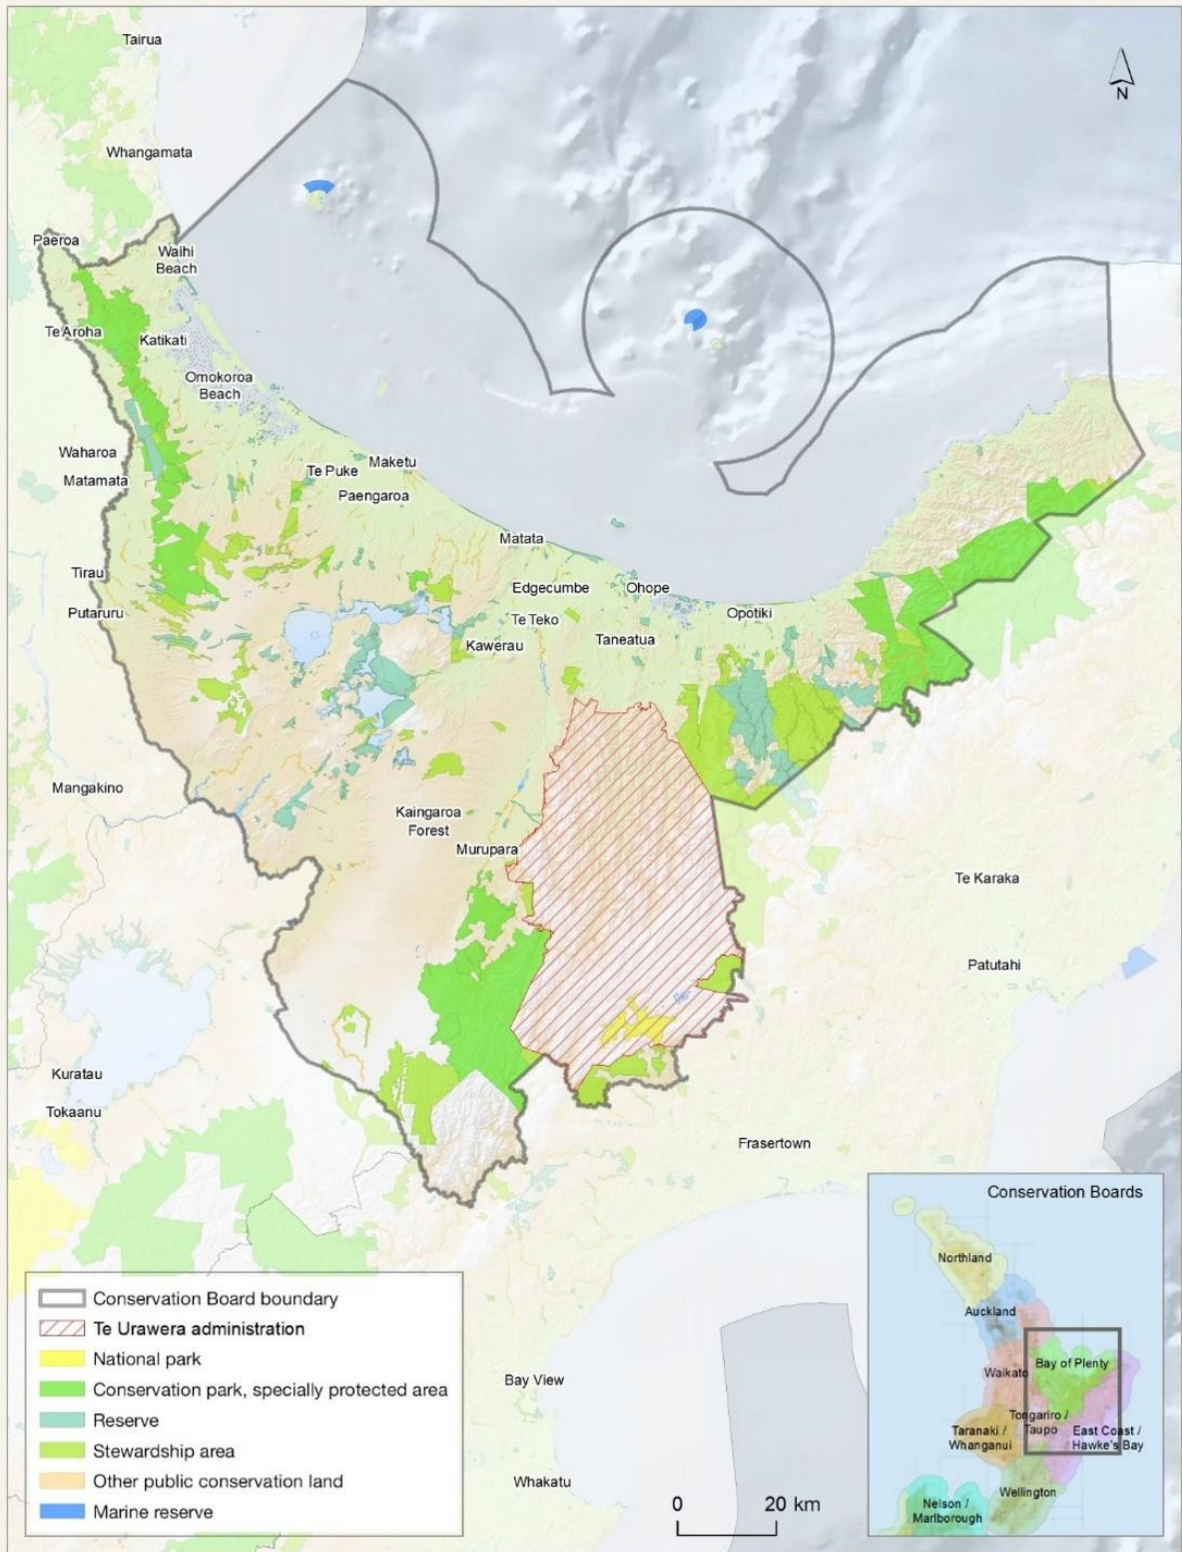 Tairua
N
Whangamata
Paeroa
Waihi
Beach
Te Aroha
Katikati
Omokoroa
Beach
Waharoa
Matamata
Te Puke
Maketu
Paengaroa
Matata
Tirau
Edgecumbe
Ohope
Putaruru
Te Teko
Opotiki
Kawerau
Taneatua
Mangakino
Kaingaroa
Forest
Murupara
Te Karaka
Patutahi
Kuratau
Tokaanu
Frasertown
Bay View
Whakatu
Conservation Board boundary
Te Urawera administration
National park
Conservation park, specially protected area
Reserve
Stewardship area
Other public conservation land
Marine reserve
0 20 km
Conservation Boards
Northland
Auckland
Bay of Plenty
Waikato
Tongariro /
Taupo
Taranaki /
Whanganui
East Coast /
Hawke's Bay
Wellington
Nelson /
Marlborough